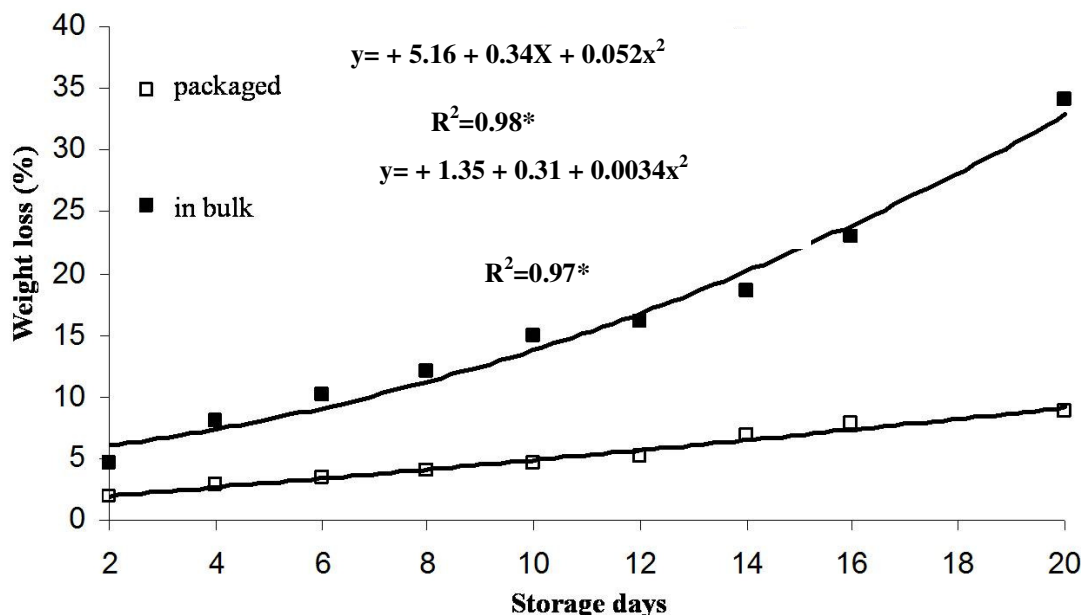 40
35
30
25
20
15
10
5
0
Weight loss (%)
y= + 5.16 + 0.34X + 0.052x²
packaged
R²=0.98*
y= + 1.35 + 0.31 + 0.0034x²
in bulk
R²=0.97*
2 4 6 8 10 12 14 16 18 20
Storage days